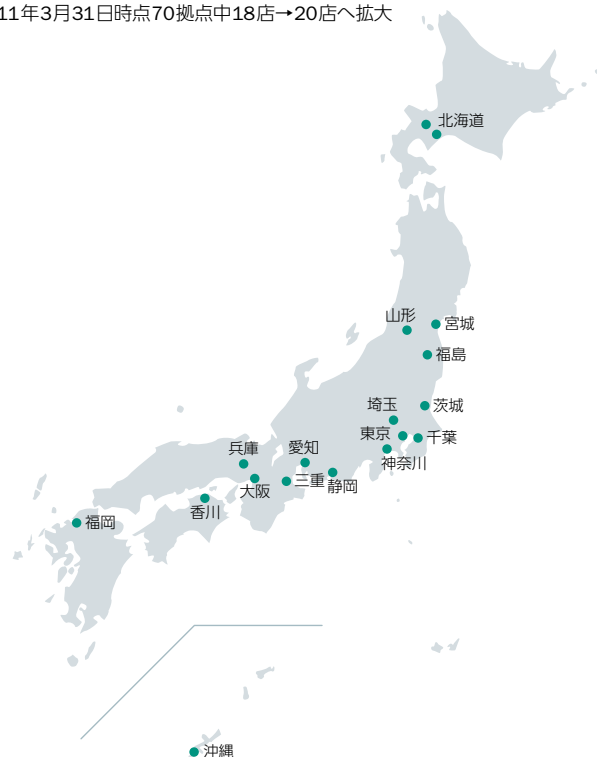 11年3月31日時点70拠点中18店→20店へ拡大
北海道
山形
宮城
福島
茨城
埼玉
東京
千葉
神奈川
兵庫
愛知
大阪
三重
静岡
香川
福岡
沖縄